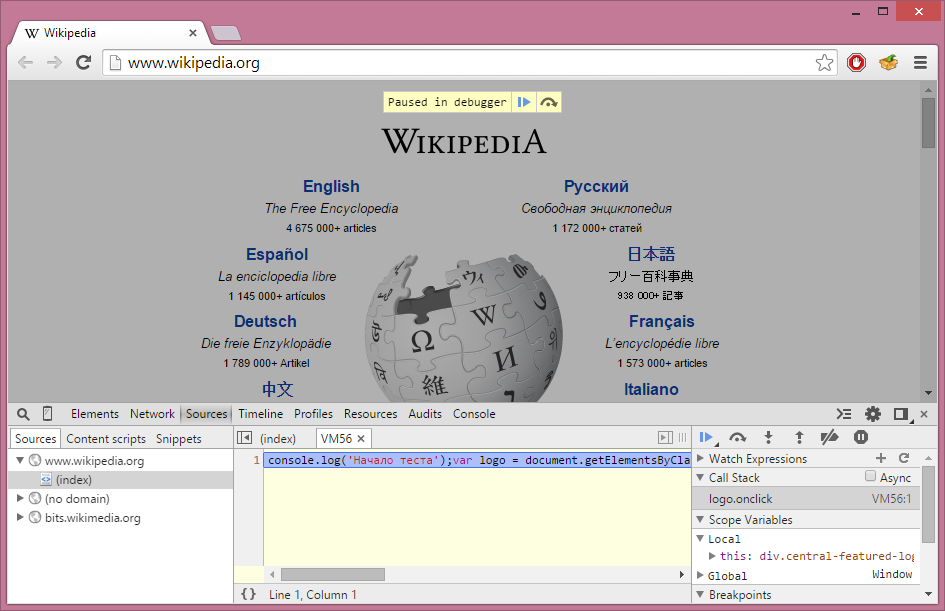 Wikipedia
www.wikipedia.org
Paused in debugger
WIKIPEDIA
English
The Free Encyclopedia
4 675 000+ articles
Русский
Свободная энциклопедия
1 172 000+ статей
Español
La enciclopedia libre
1 145 000+ artículos
日本語
フリー百科事典
938 000+ 記事
Deutsch
Die freie Enzyklopädie
1 789 000+ Artikel
Français
L'encyclopédie libre
1 573 000+ articles
中文
Italiano
Ω W И 維
Elements Network Sources Timeline Profiles Resources Audits Console
Sources Content scripts Snippets
www.wikipedia.org
(index)
(no domain)
bits.wikimedia.org
(index) VM56
1 console.log('Начало теста');var logo = document.getElementsByCla
{} Line 1, Column 1
Watch Expressions
Call Stack Async
logo.onclick VM56:1
Scope Variables
Local
this: div.central-featured-log
Global Window
Breakpoints